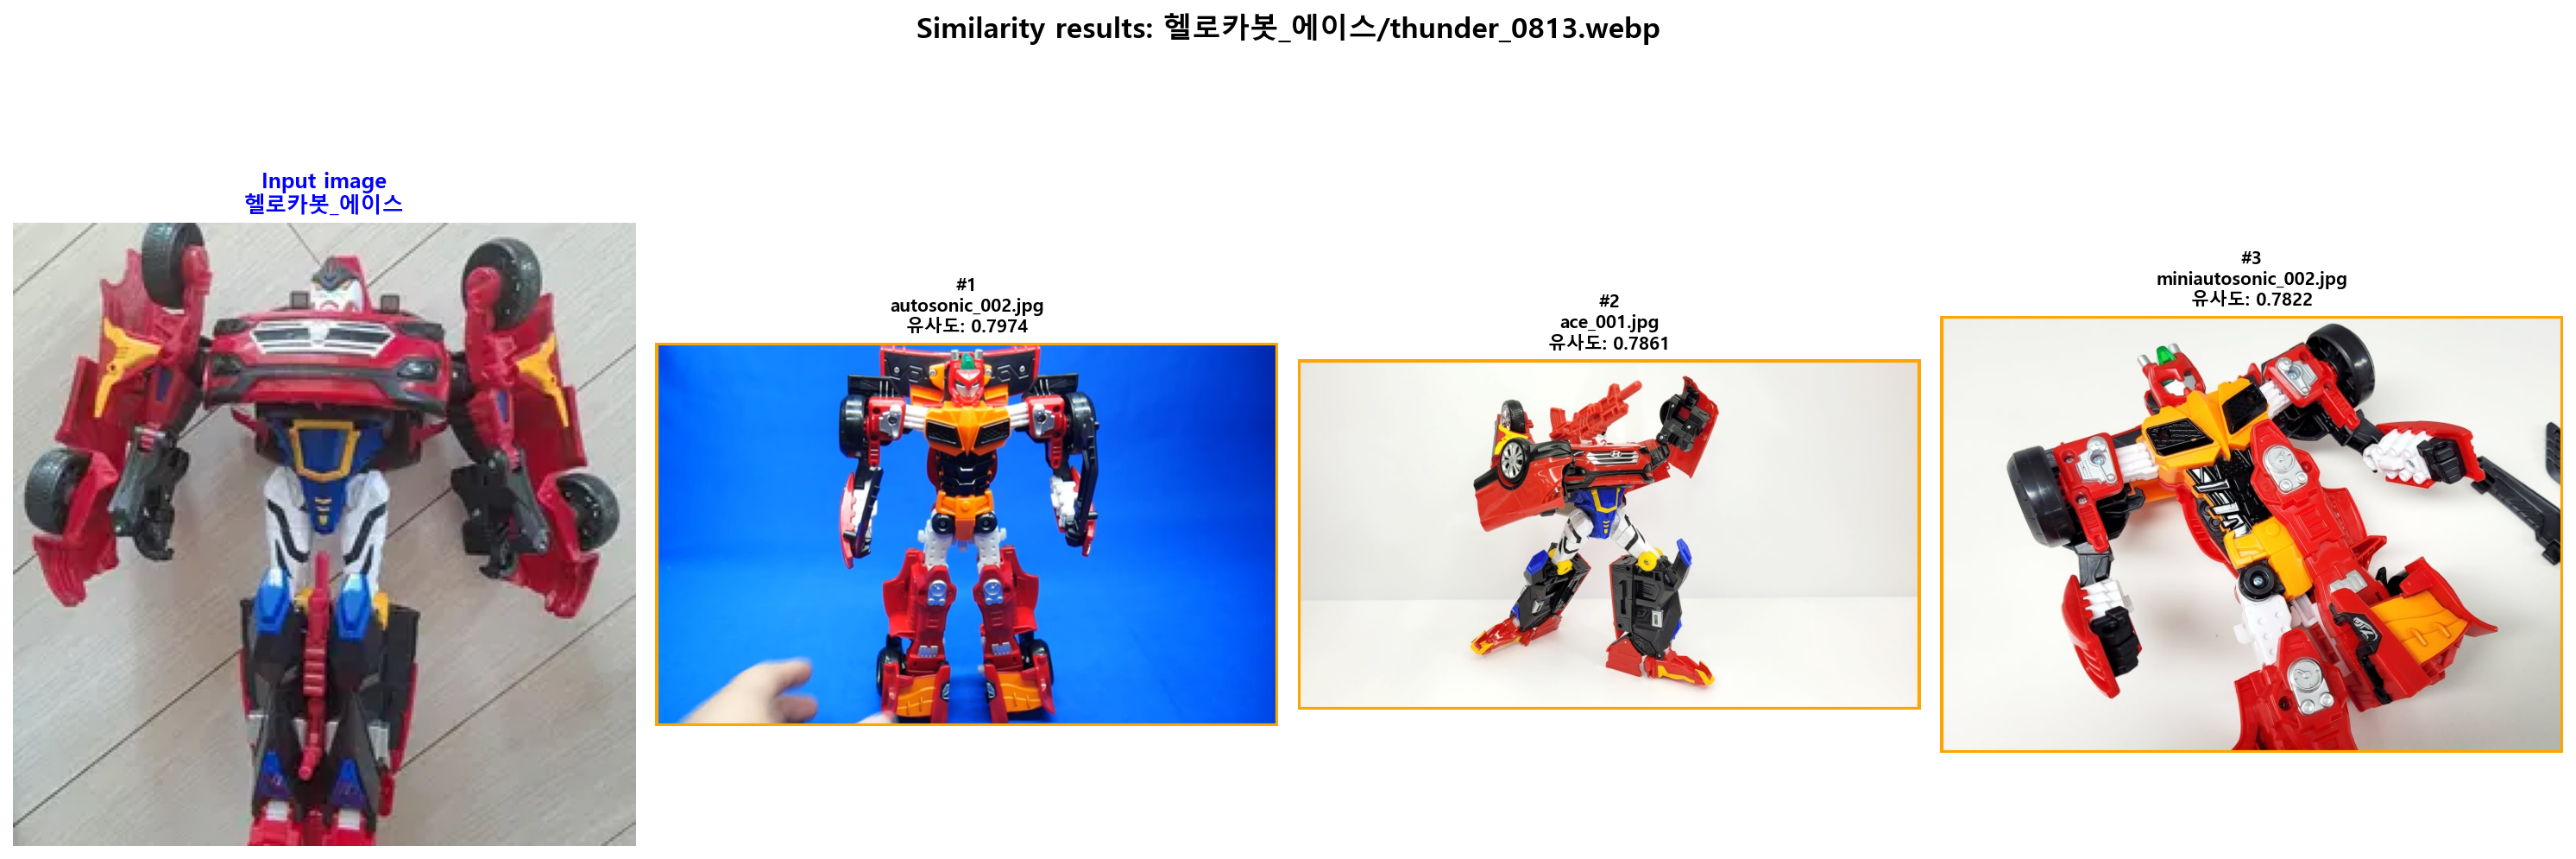 Similarity results: 헬로카봇_에이스/thunder_0813.webp
Input image
헬로카봇_에이스
#1
autosonic_002.jpg
유사도: 0.7974
#2
ace_001.jpg
유사도: 0.7861
#3
miniautosonic_002.jpg
유사도: 0.7822